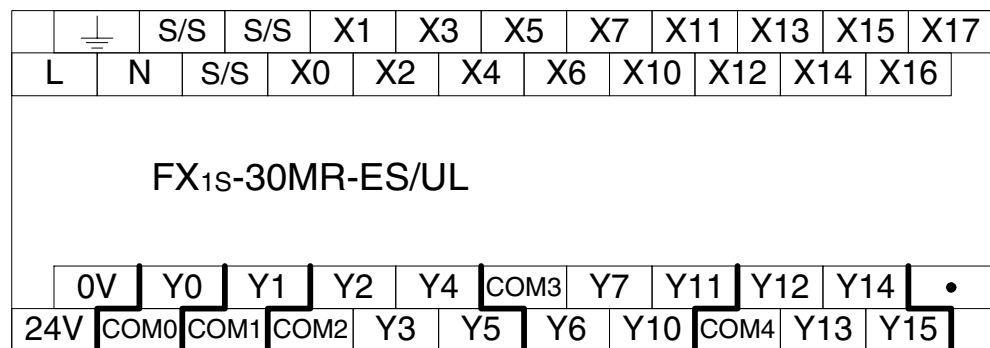 S/S S/S X1 X3 X5 X7 X11 X13 X15 X17
L N S/S X0 X2 X4 X6 X10 X12 X14 X16
FX1S-30MR-ES/UL
0V Y0 Y1 Y2 Y4 COM3 Y7 Y11 Y12 Y14 •
24V COM0 COM1 COM2 Y3 Y5 Y6 Y10 COM4 Y13 Y15